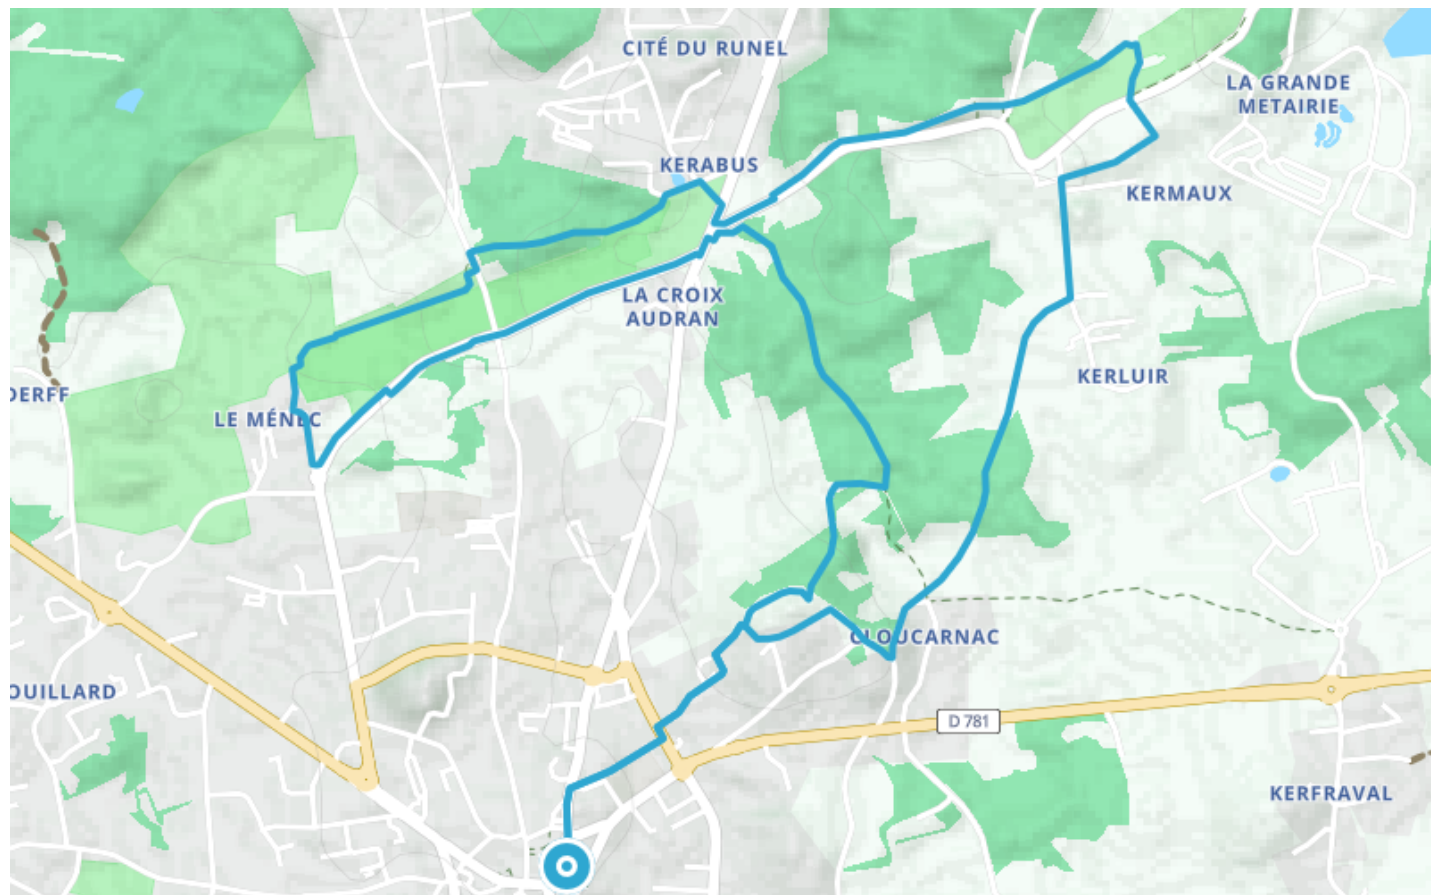 CITÉ DU RUNEL
LA GRANDE
METAIRIE
KERABUS
KERMAUX
LA CROIX
AUDRAN
KERLUIR
DERFF
LE MÉNEC
CLOUCARNAC
OUILLARD
D 781
KERFRAVAL